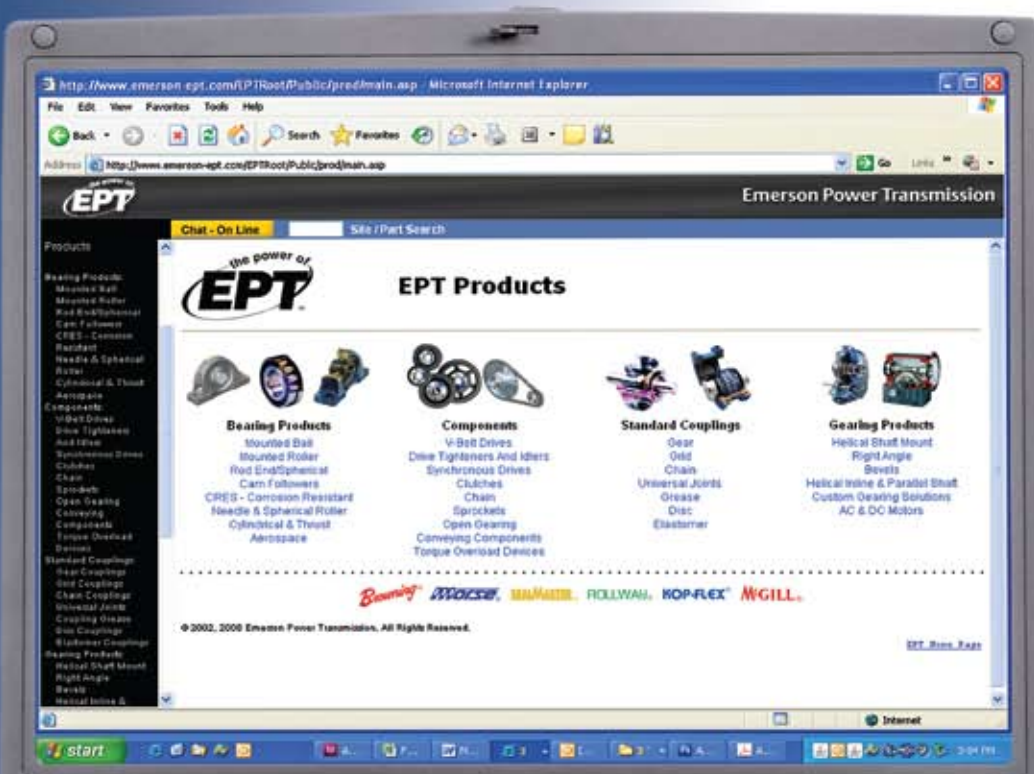 http://www.emerson-ept.com/EPTRoot/Public/prod/main.asp Microsoft Internet Explorer
File Edit View Favorites Tools Help
Back Search Favorites
Address http://www.emerson-ept.com/EPTRoot/Public/prod/main.asp Go Links »
the power of
EPT
Emerson Power Transmission
Chat - On Line Site / Part Search
Products
Bearing Products
Mounted Ball
Mounted Roller
Rod End/Spherical
Cam Followers
CRES - Corrosion
Resistant
Needle & Spherical
Roller
Cylindrical & Thrust
Aerospace
Components
V-Belt Drives
Drive Tighteners
And Idlers
Synchronous Drives
Clutches
Chain
Sprockets
Open Gearing
Conveying
Components
Torque Overload
Devices
Standard Couplings
Gear Couplings
Grid Couplings
Chain Couplings
Universal Joints
Coupling Grease
Disc Couplings
Elastomer Couplings
Gearing Products
Helical Shaft Mount
Right Angle
Bevels
Helical Inline &
the power of
EPT
EPT Products
Bearing Products
Mounted Ball
Mounted Roller
Rod End/Spherical
Cam Followers
CRES - Corrosion Resistant
Needle & Spherical Roller
Cylindrical & Thrust
Aerospace
Components
V-Belt Drives
Drive Tighteners And Idlers
Synchronous Drives
Clutches
Chain
Sprockets
Open Gearing
Conveying Components
Torque Overload Devices
Standard Couplings
Gear
Grid
Chain
Universal Joints
Grease
Disc
Elastomer
Gearing Products
Helical Shaft Mount
Right Angle
Bevels
Helical Inline & Parallel Shaft
Custom Gearing Solutions
AC & DC Motors
Browning® MORSE® SEALMASTER® ROLLWAY® KOP-FLEX® McGILL®
© 2002, 2008 Emerson Power Transmission, All Rights Reserved.
EPT Home Page
Internet
start